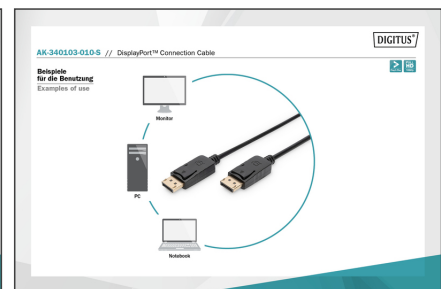 DIGITUS®
AK-340103-010-S // DisplayPort™ Connection Cable
Beispiele
für die Benutzung
Examples of use
Monitor
PC
Notebook